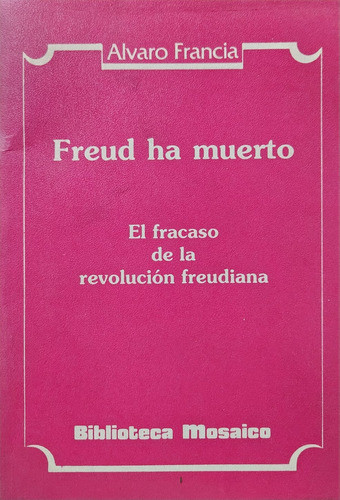 Alvaro Francia
Freud ha muerto
El fracaso
de la
revolución freudiana
Biblioteca Mosaico